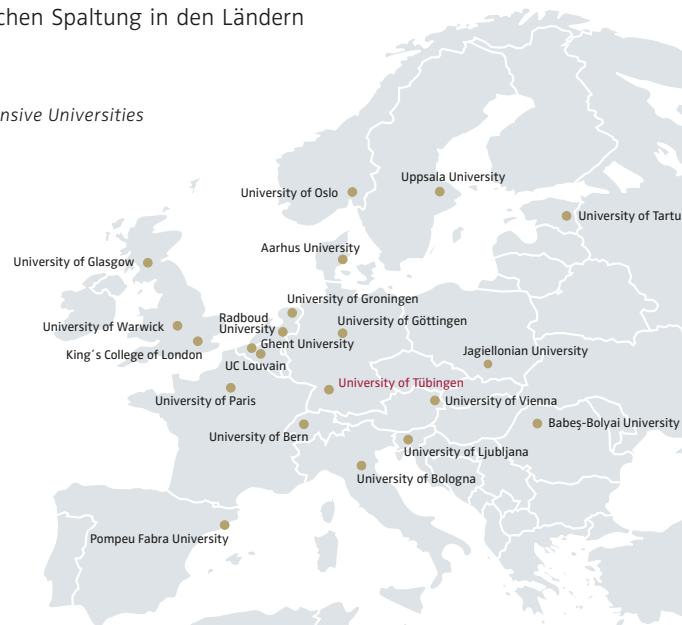 chen Spaltung in den Ländern
nsive Universities
Uppsala University
University of Oslo
University of Tartu
Aarhus University
University of Glasgow
University of Groningen
Radboud
University
University of Göttingen
University of Warwick
Ghent University
King´s College of London
Jagiellonian University
UC Louvain
University of Tübingen
University of Paris
University of Vienna
Babeş-Bolyai University
University of Bern
University of Ljubljana
University of Bologna
Pompeu Fabra University